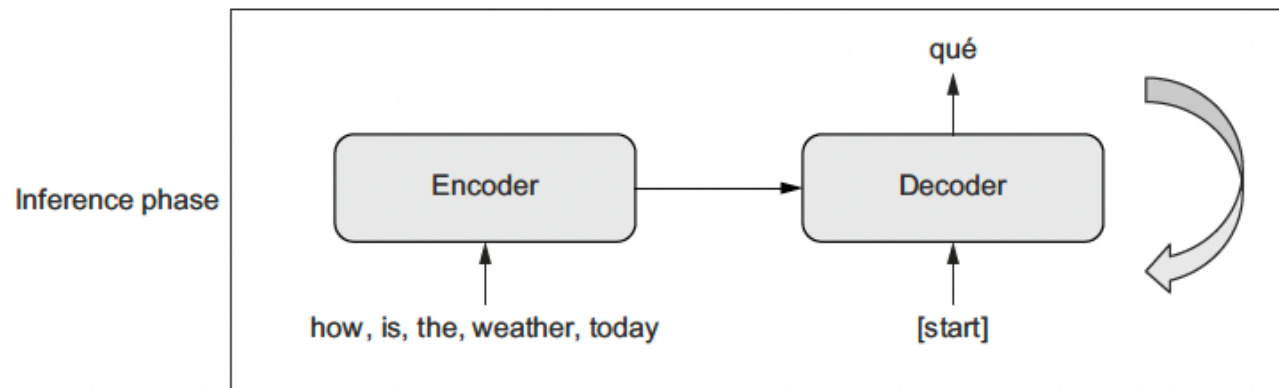 qué
Encoder
Decoder
Inference phase
how, is, the, weather, today
[start]